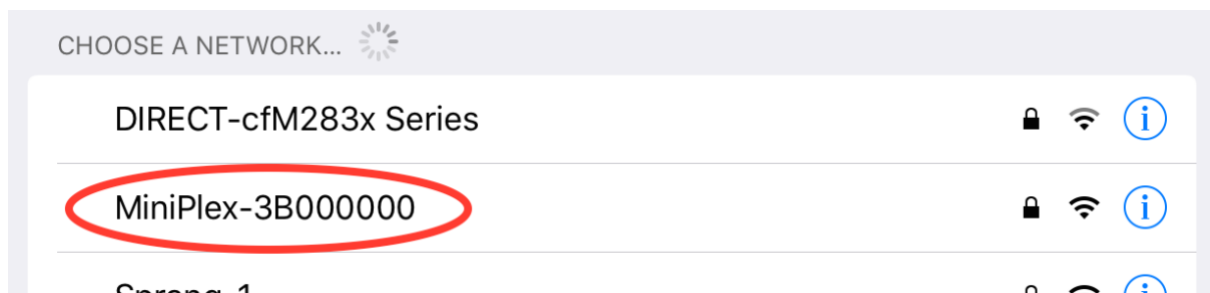 CHOOSE A NETWORK...
DIRECT-cfM283x Series
MiniPlex-3B000000